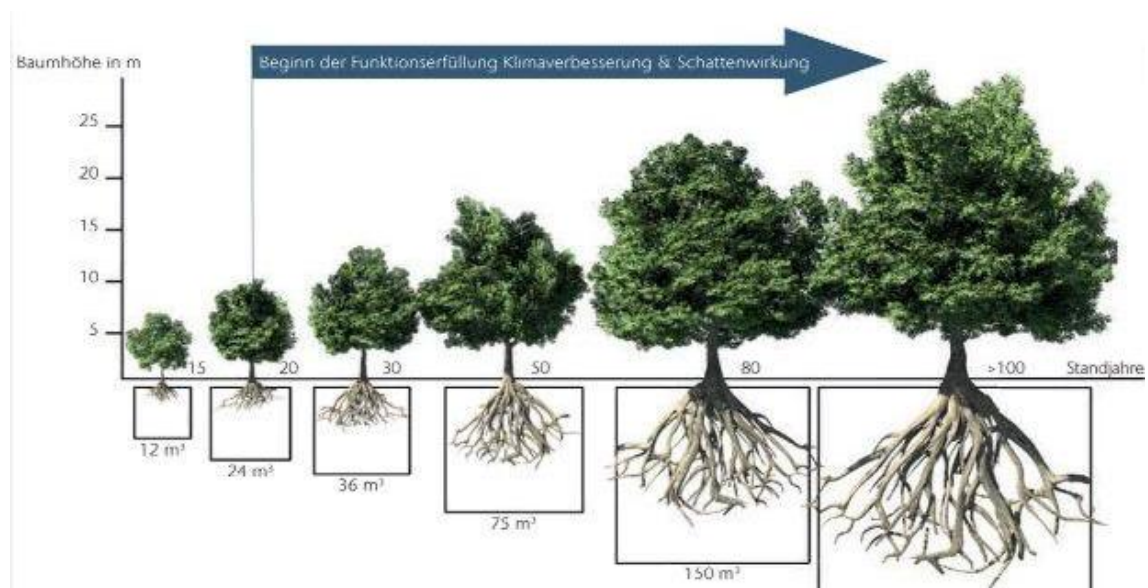 Baumhöhe in m
Beginn der Funktionserfüllung Klimaverbesserung & Schattenwirkung
25
20
15
10
5
15 20 30 50 80 >100 Standjahre
12 m³
24 m³
36 m³
75 m³
150 m³